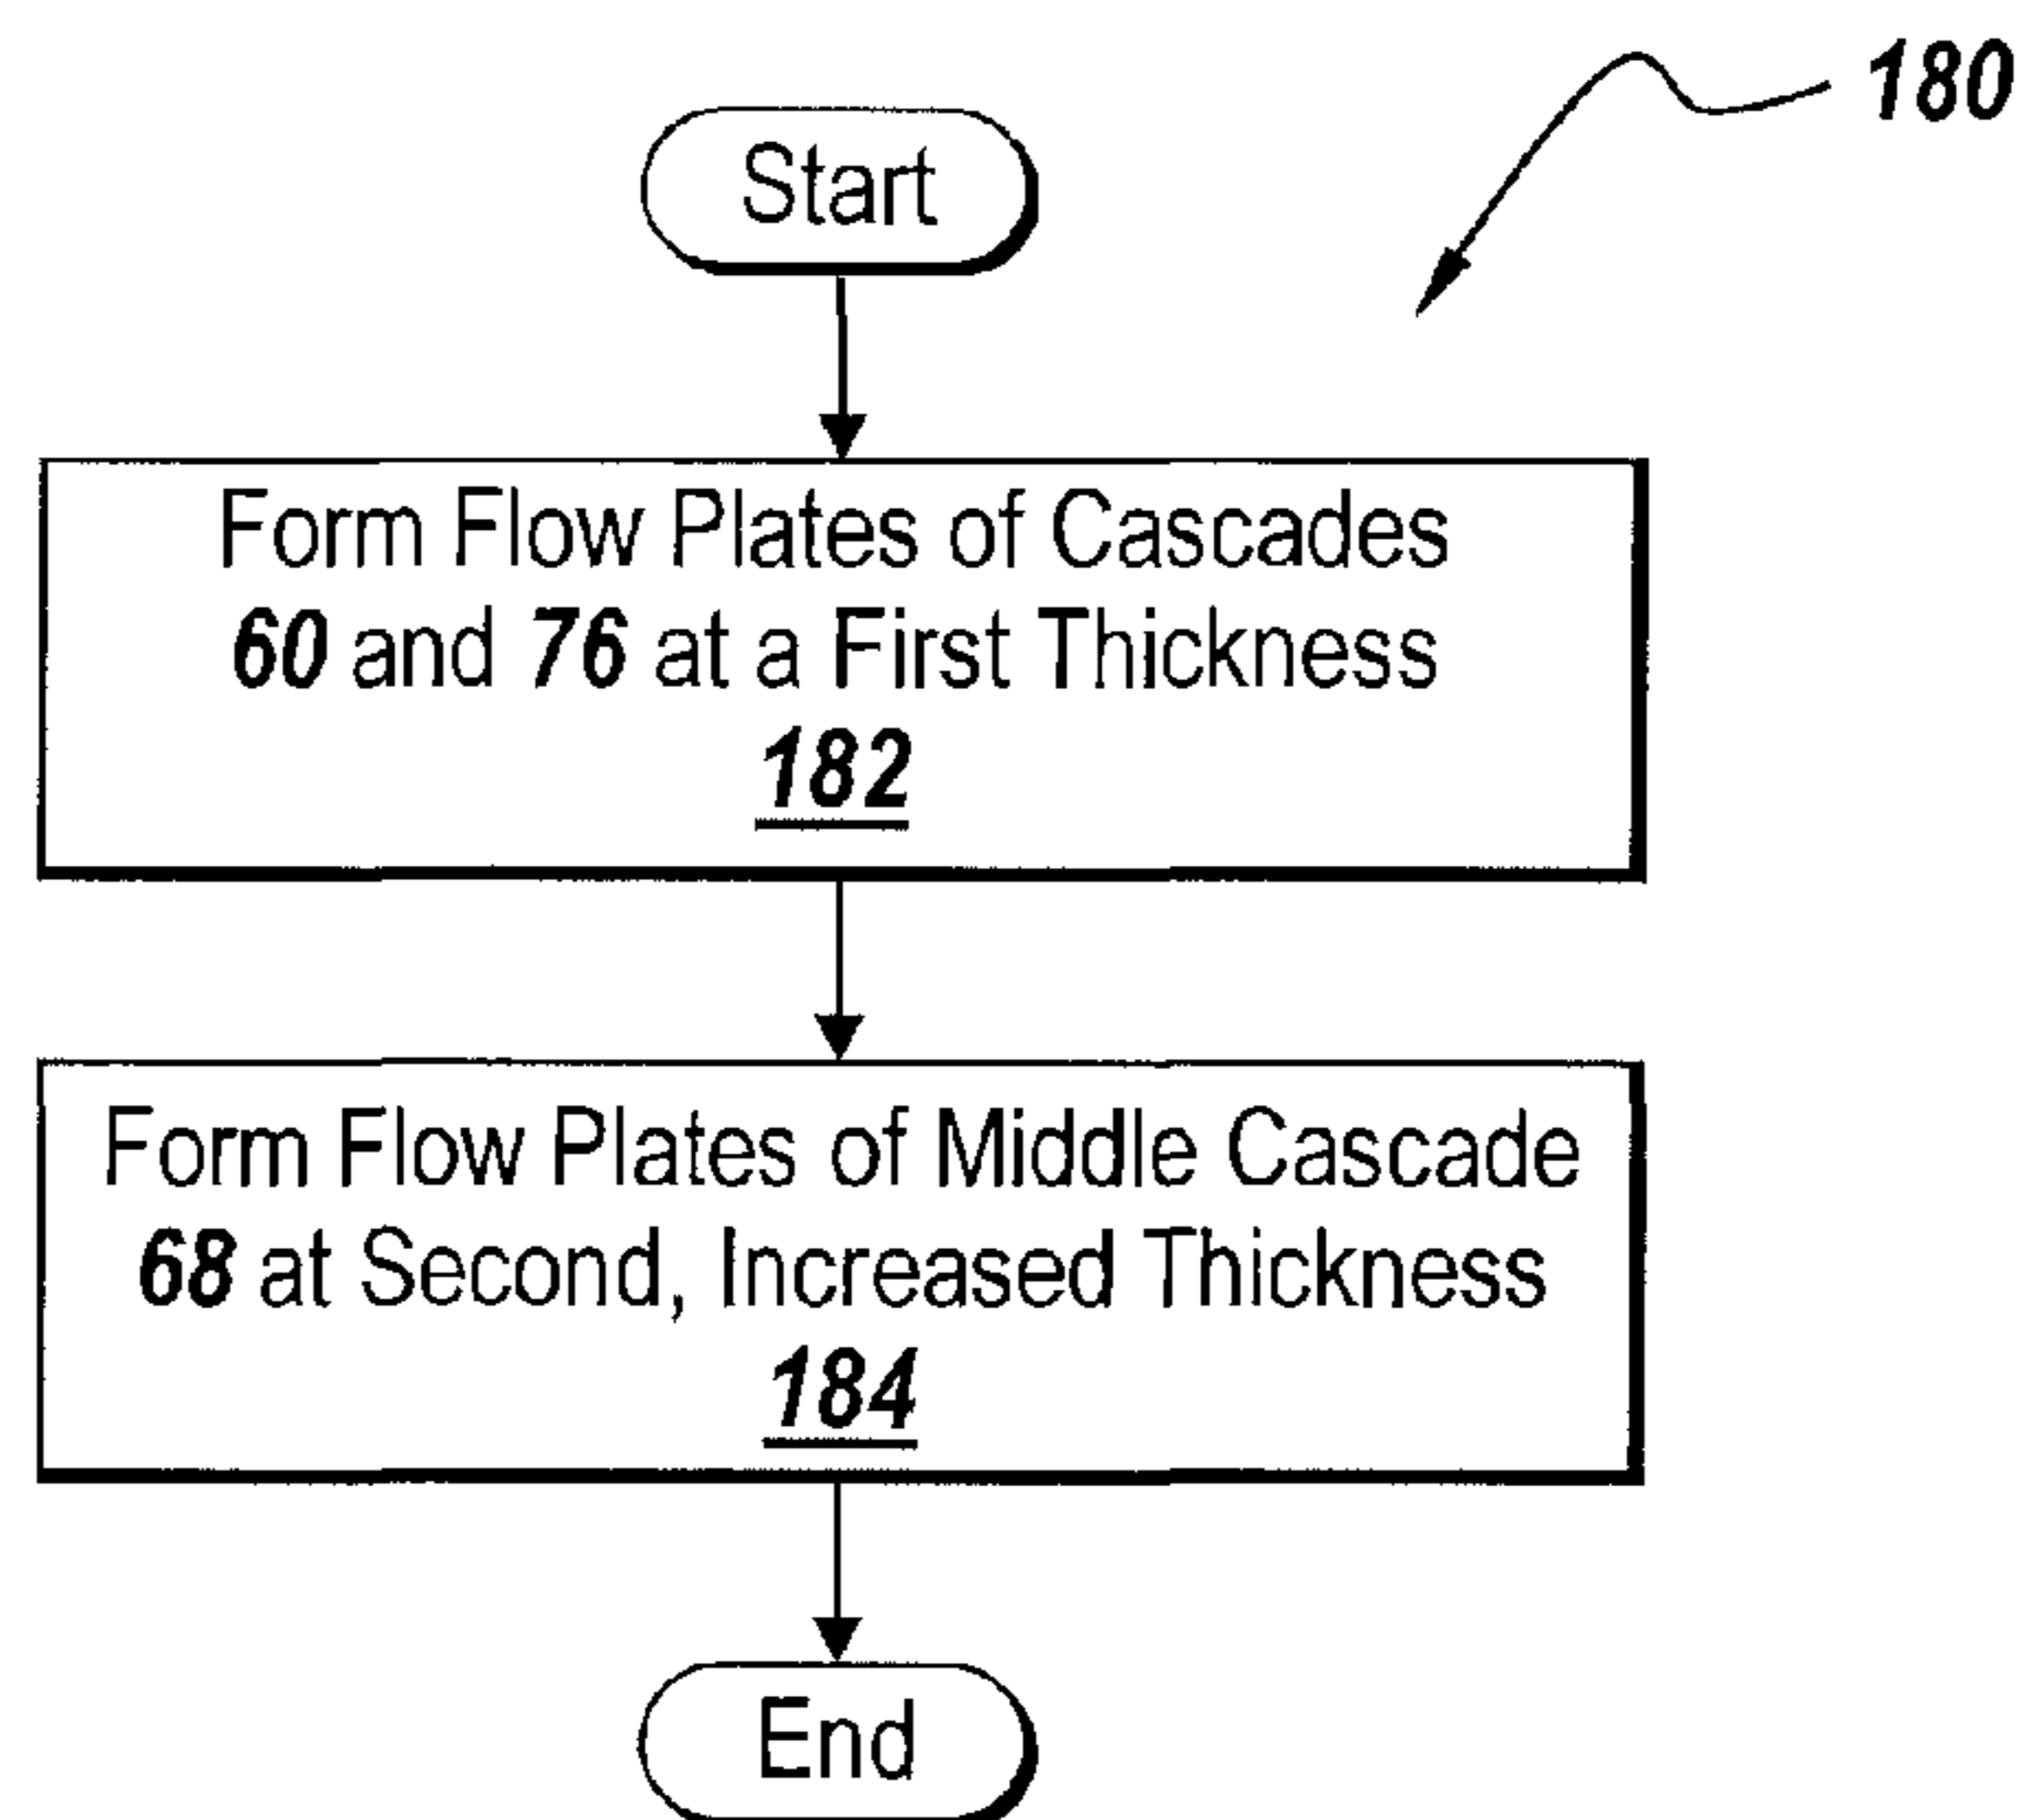 180
Start
Form Flow Plates of Cascades
60 and 76 at a First Thickness
182
Form Flow Plates of Middle Cascade
68 at Second, Increased Thickness
184
End